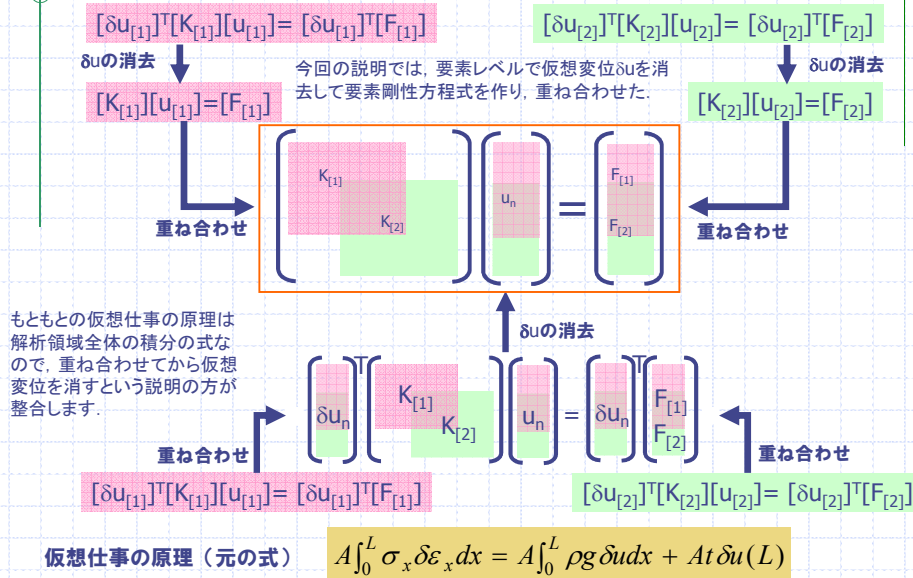 [δu[1]]T[K[1]][u[1]]= [δu[1]]T[F[1]]
[δu[2]]T[K[2]][u[2]]= [δu[2]]T[F[2]]
δuの消去
δuの消去
今回の説明では, 要素レベルで仮想変位δuを消
去して要素剛性方程式を作り, 重ね合わせた.
[K[1]][u[1]]=[F[1]]
[K[2]][u[2]]=[F[2]]
K[1]
K[2]
un
=
F[1]
F[2]
重ね合わせ
重ね合わせ
δuの消去
もともとの仮想仕事の原理は
解析領域全体の積分の式な
ので, 重ね合わせてから仮想
変位を消すという説明の方が
整合します.
δun
T
K[1]
K[2]
un
=
δun
T
F[1]
F[2]
重ね合わせ
重ね合わせ
[δu[1]]T[K[1]][u[1]]= [δu[1]]T[F[1]]
[δu[2]]T[K[2]][u[2]]= [δu[2]]T[F[2]]
仮想仕事の原理（元の式）
A∫0L σxδεxdx = A∫0L ρgδudx + Atδu(L)